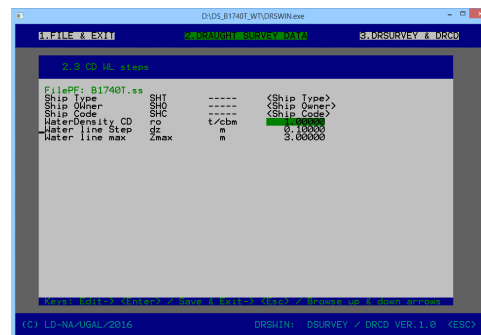 D:\DS_B1740T_WT\DRSWIN.exe
1.FILE & EXIT 2.DRAUGHT SURVEY DATA 3.DRSURVEY & DRCD
2.3 CD WL steps
FilePF: B1740T.ss
Ship Type SHT ----- <Ship Type>
Ship OWner SHO ----- <Ship Owner>
Ship Code SHC ----- <Ship Code>
WaterDensity CD ro t/cbm 1.00000
Water line Step dz m 0.10000
Water line max Zmax m 3.00000
Keys: Edit-> <Enter> / Save & Exit-> <Esc> / Browse up & down arrows
(C) LD-NA/UGAL/2016 DRSWIN: DSURVEY / DRCD VER.1.0 <ESC>